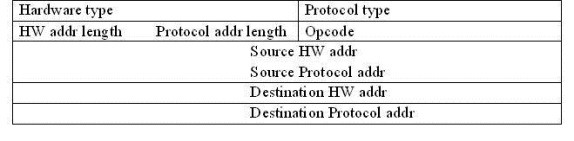 Hardware type Protocol type
HW addr length Protocol addr length Opcode
Source HW addr
Source Protocol addr
Destination HW addr
Destination Protocol addr